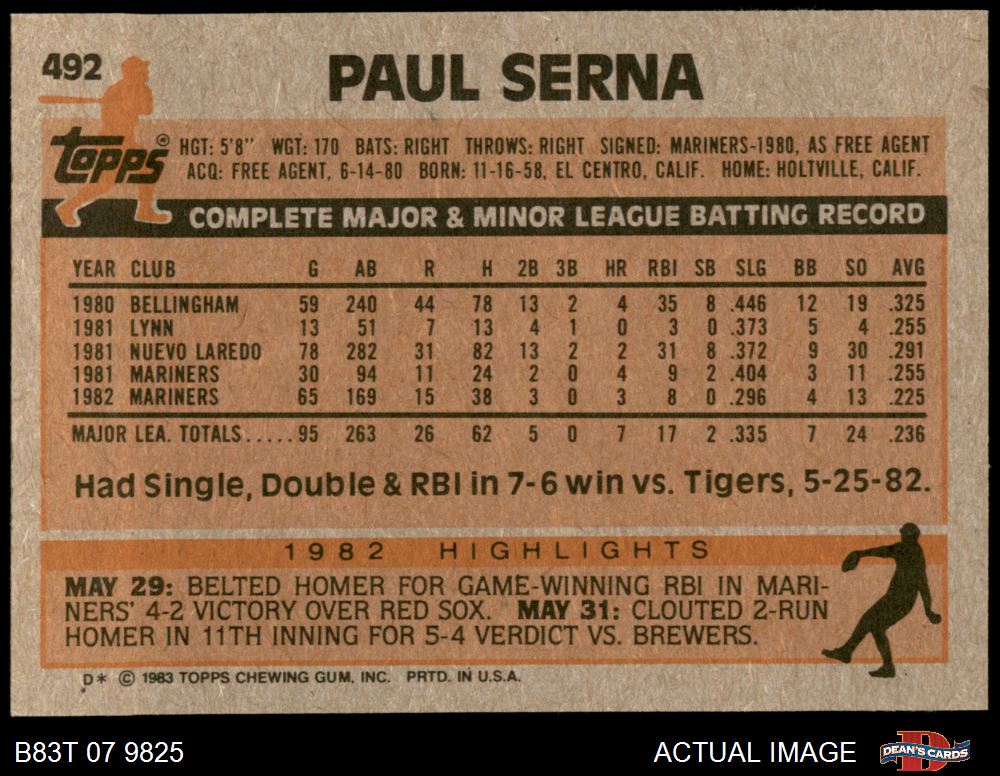 492
PAUL SERNA
Topps®
HGT: 5'8" WGT: 170 BATS: RIGHT THROWS: RIGHT SIGNED: MARINERS-1980, AS FREE AGENT
ACQ: FREE AGENT, 6-14-80 BORN: 11-16-58, EL CENTRO, CALIF. HOME: HOLTVILLE, CALIF.
COMPLETE MAJOR & MINOR LEAGUE BATTING RECORD
YEAR CLUB G AB R H 2B 3B HR RBI SB SLG BB SO AVG
1980 BELLINGHAM 59 240 44 78 13 2 4 35 8 .446 12 19 .325
1981 LYNN 13 51 7 13 4 1 0 3 0 .373 5 4 .255
1981 NUEVO LAREDO 78 282 31 82 13 2 2 31 8 .372 9 30 .291
1981 MARINERS 30 94 11 24 2 0 4 9 2 .404 3 11 .255
1982 MARINERS 65 169 15 38 3 0 3 8 0 .296 4 13 .225
MAJOR LEA. TOTALS.....95 263 26 62 5 0 7 17 2 .335 7 24 .236
Had Single, Double & RBI in 7-6 win vs. Tigers, 5-25-82.
1982 HIGHLIGHTS
MAY 29: BELTED HOMER FOR GAME-WINNING RBI IN MARI-
NERS' 4-2 VICTORY OVER RED SOX. MAY 31: CLOUTED 2-RUN
HOMER IN 11TH INNING FOR 5-4 VERDICT VS. BREWERS.
D* © 1983 TOPPS CHEWING GUM, INC. PRTD. IN U.S.A.
B83T 07 9825
ACTUAL IMAGE
D
DEAN'S CARDS